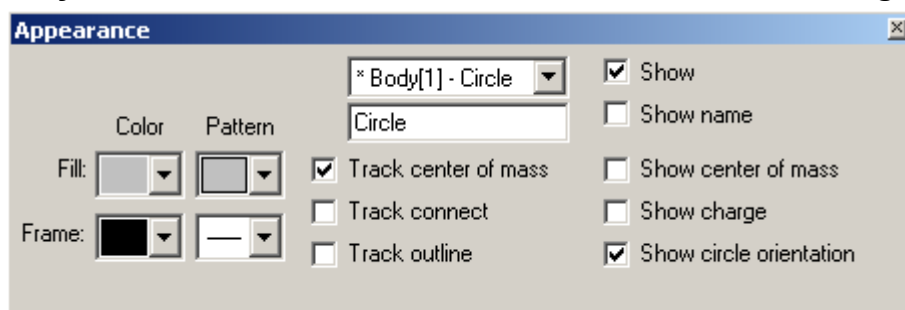 Appearance
* Body[1] - Circle
Show
Circle
Show name
Color Pattern
Fill:
Track center of mass
Show center of mass
Track connect
Show charge
Frame:
Track outline
Show circle orientation